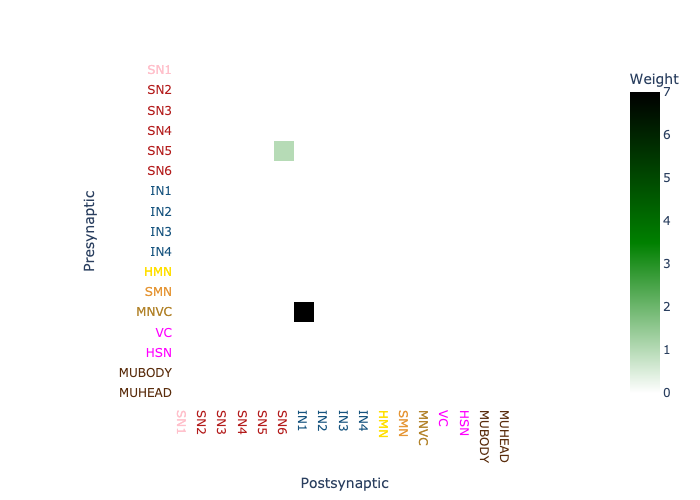 Weight
SN1
SN2
SN3
SN4
SN5
SN6
IN1
IN2
IN3
IN4
HMN
SMN
MNVC
VC
HSN
MUBODY
MUHEAD
Presynaptic
SN1
SN2
SN3
SN4
SN5
SN6
IN1
IN2
IN3
IN4
HMN
SMN
MNVC
VC
HSN
MUBODY
MUHEAD
Postsynaptic
7
6
5
4
3
2
1
0